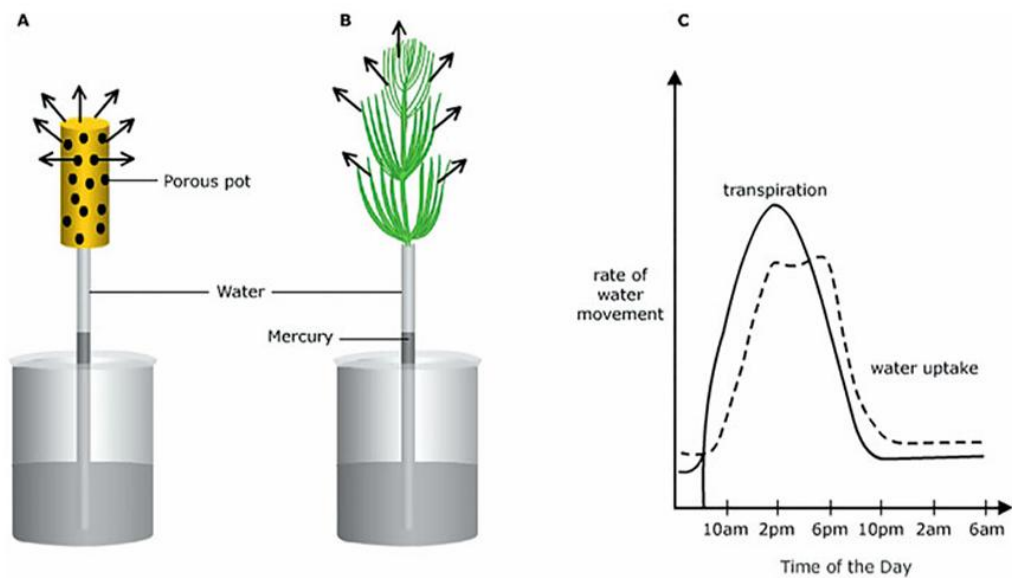 A
B
C
Porous pot
Water
Mercury
transpiration
rate of
water
movement
water uptake
10am 2pm 6pm 10pm 2am 6am
Time of the Day